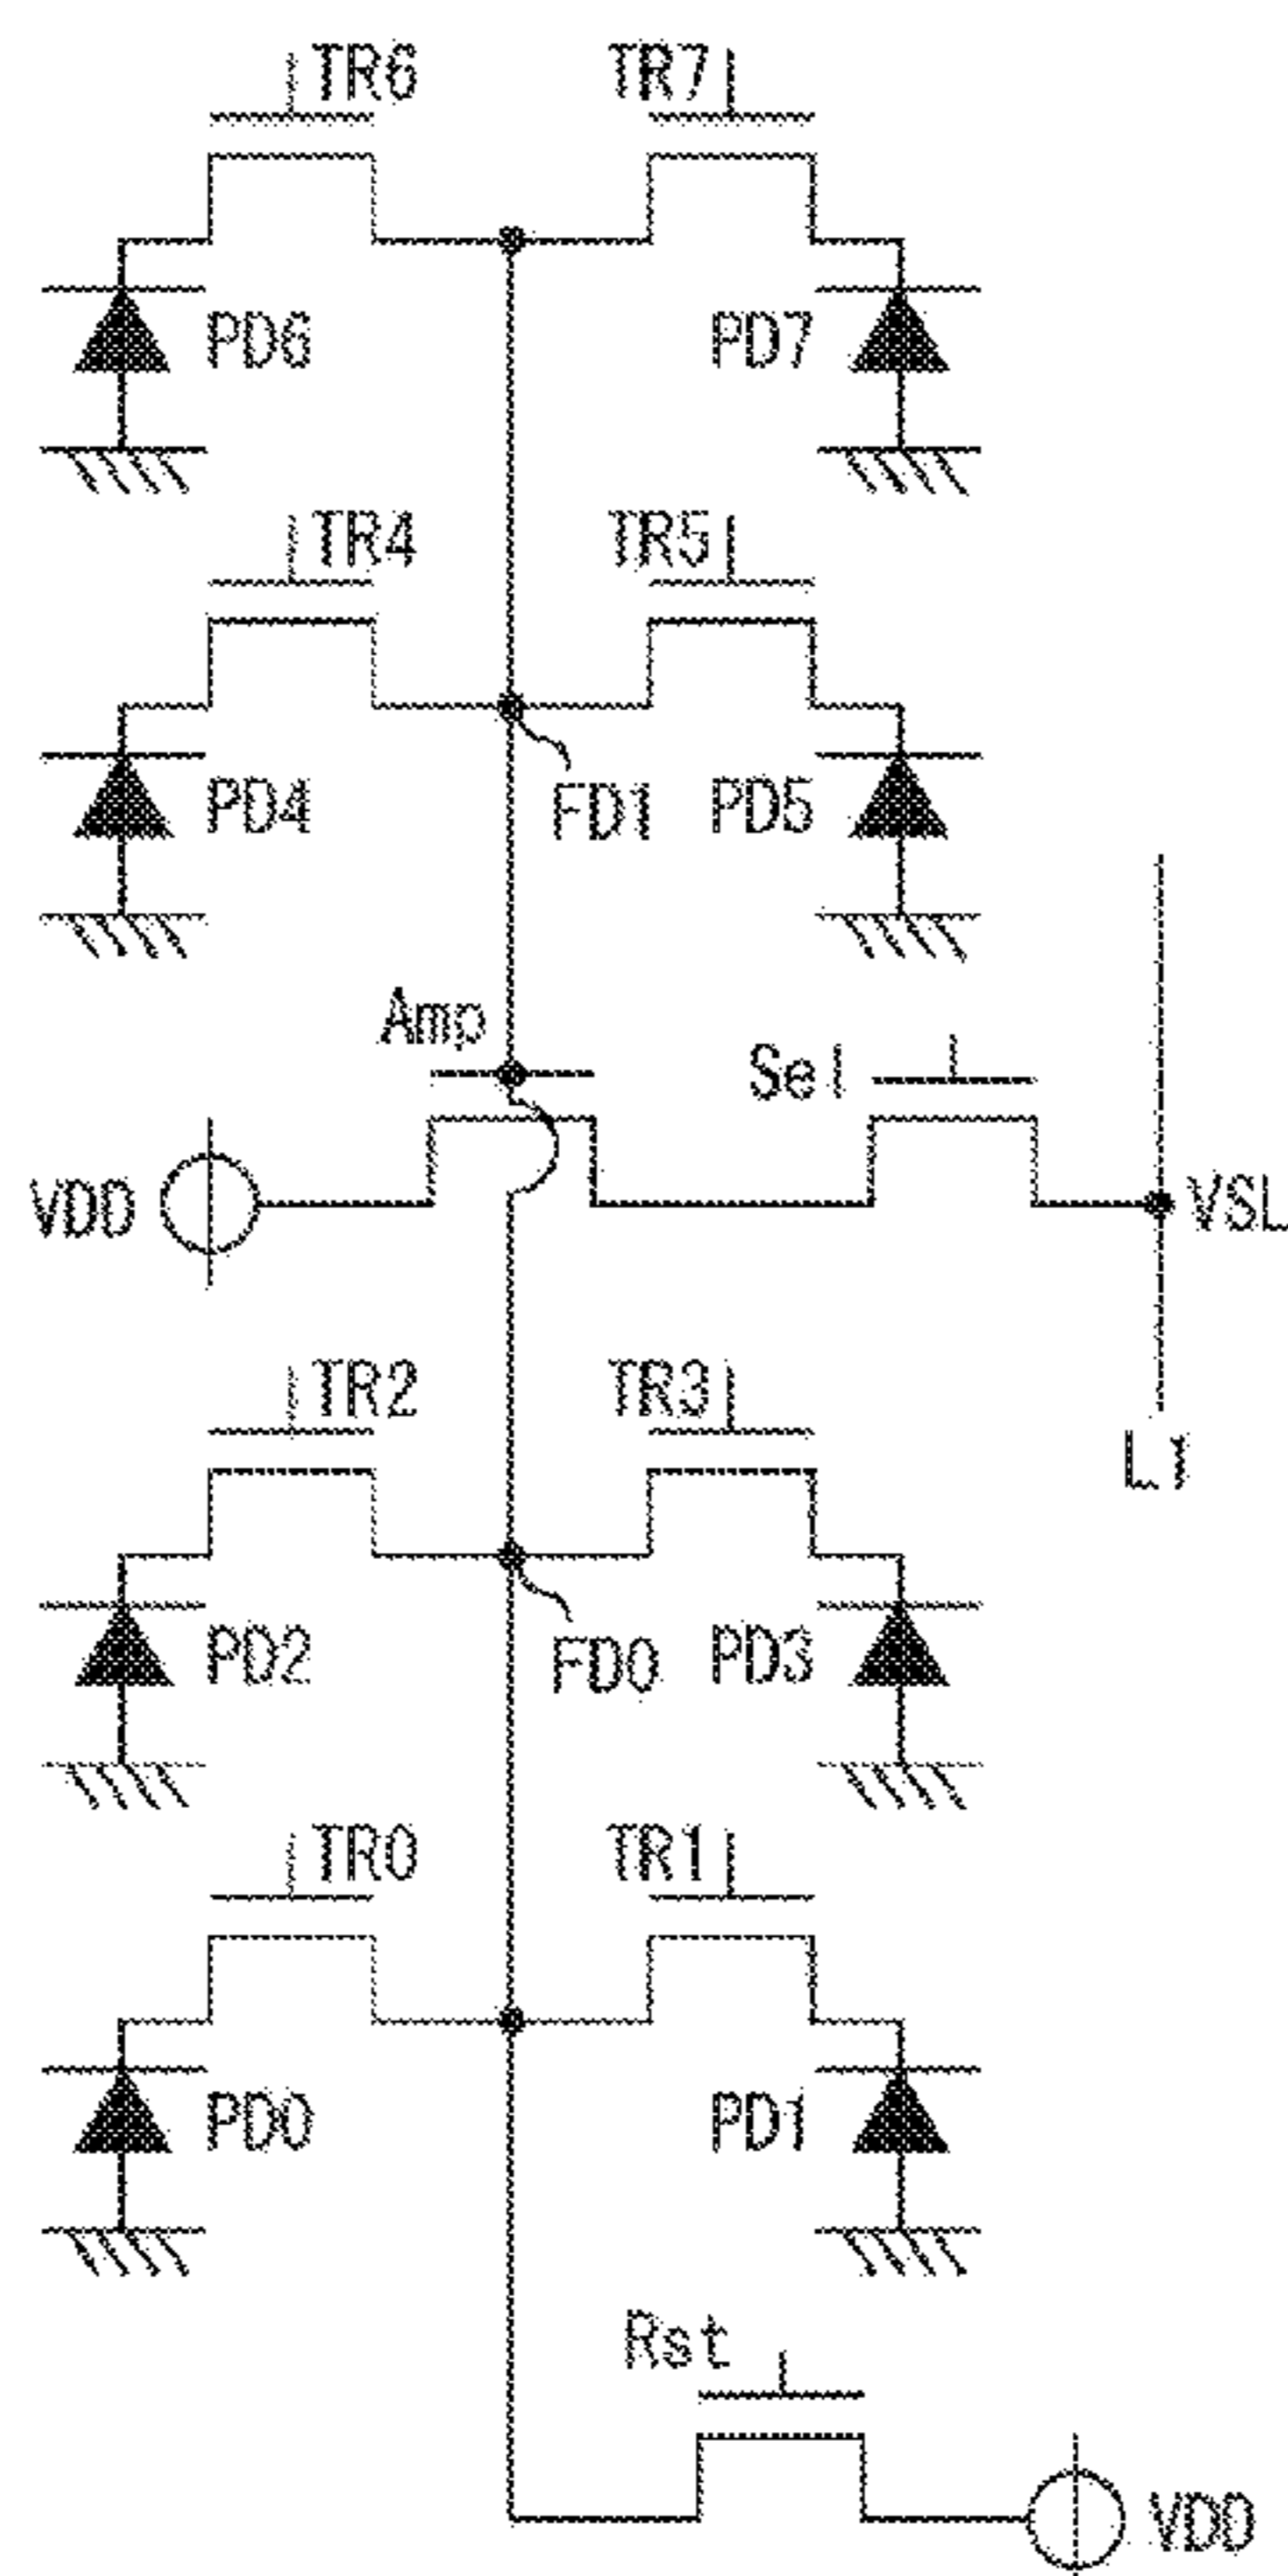 TR6 TR7
PD6 PD7
TR4 TR5
PD4 FD1 PD5
Amp
Sel
VDD VSL
TR2 TR3
L1
PD2 FD0 PD3
TR0 TR1
PD0 PD1
Rst
VDD